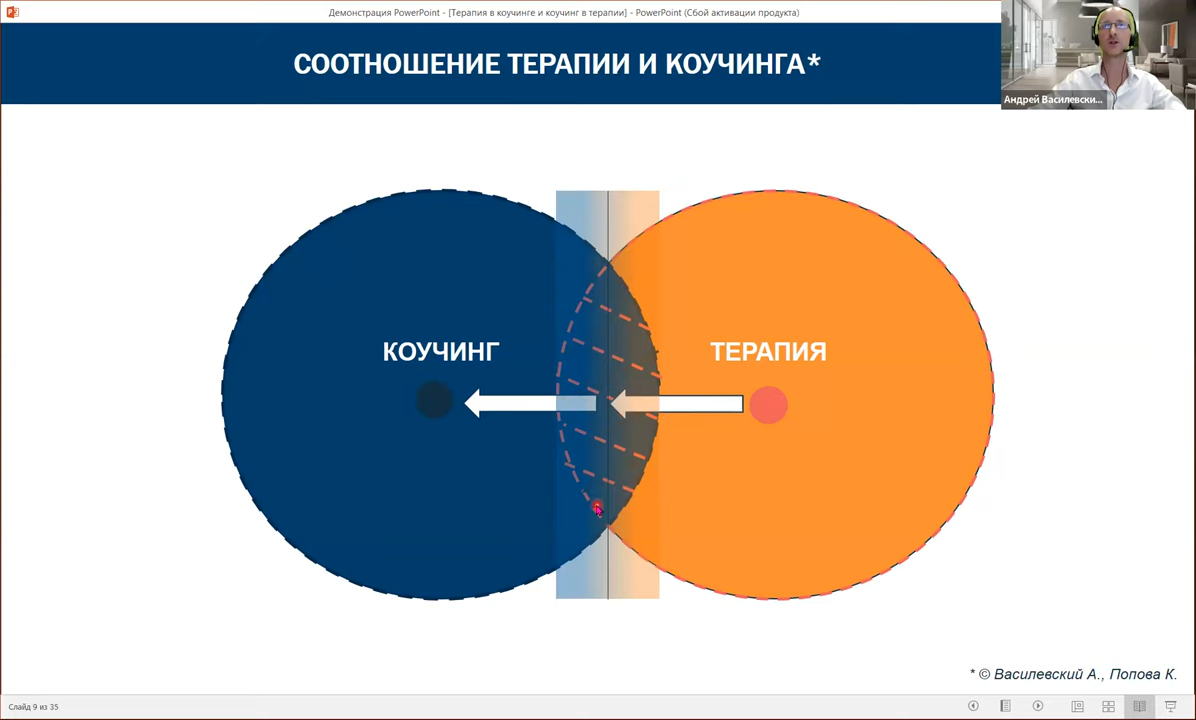 Демонстрация PowerPoint - [Терапия в коучинге и коучинг в терапии] - PowerPoint (Сбой активации продукта)
СООТНОШЕНИЕ ТЕРАПИИ И КОУЧИНГА*
Андрей Василевски...
КОУЧИНГ
ТЕРАПИЯ
* © Василевский А., Попова К.
Слайд 9 из 35